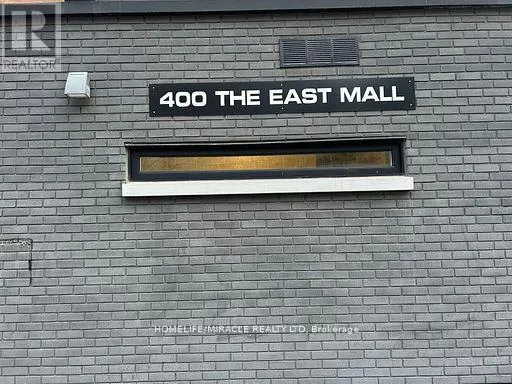 REALTOR
400 THE EAST MALL
HOMELIFE/MIRACLE REALTY LTD, Brokerage